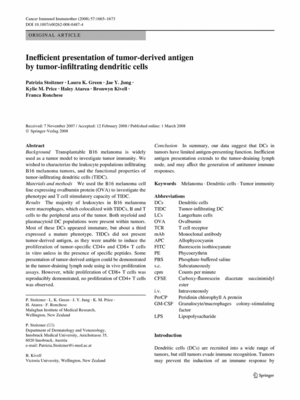 Cancer Immunol Immunother (2008) 57:1665–1673
DOI 10.1007/s00262-008-0487-4
ORIGINAL ARTICLE
Inefficient presentation of tumor-derived antigen
by tumor-infiltrating dendritic cells
Patrizia Stoitzner · Laura K. Green · Jae Y. Jung ·
Kylie M. Price · Haley Atarea · Bronwyn Kivell ·
Franca Ronchese
Received: 7 November 2007 / Accepted: 12 February 2008 / Published online: 1 March 2008
© Springer-Verlag 2008
Abstract
Background Transplantable B16 melanoma is widely
used as a tumor model to investigate tumor immunity. We
wished to characterize the leukocyte populations infiltrating
B16 melanoma tumors, and the functional properties of
tumor-infiltrating dendritic cells (TIDC).
Materials and methods We used the B16 melanoma cell
line expressing ovalbumin protein (OVA) to investigate the
phenotype and T cell stimulatory capacity of TIDC.
Results The majority of leukocytes in B16 melanoma
were macrophages, which colocalized with TIDCs, B and T
cells to the peripheral area of the tumor. Both myeloid and
plasmacytoid DC populations were present within tumors.
Most of these DCs appeared immature, but about a third
expressed a mature phenotype. TIDCs did not present
tumor-derived antigen, as they were unable to induce the
proliferation of tumor-specific CD4+ and CD8+ T cells
in vitro unless in the presence of specific peptides. Some
presentation of tumor-derived antigen could be demonstrated
in the tumor-draining lymph node using in vivo proliferation
assays. However, while proliferation of CD8+ T cells was
reproducibly demonstrated, no proliferation of CD4+ T cells
was observed.
P. Stoitzner · L. K. Green · J. Y. Jung · K. M. Price ·
H. Atarea · F. Ronchese
Malaghan Institute of Medical Research,
Wellington, New Zealand
P. Stoitzner
Department of Dermatology and Venereology,
Innsbruck Medical University, Anichstrasse 35,
6020 Innsbruck, Austria
e-mail: Patrizia.Stoitzner@i-med.ac.at
B. Kivell
Victoria University, Wellington, New Zealand
Conclusion In summary, our data suggest that DCs in
tumors have limited antigen-presenting function. Inefficient
antigen presentation extends to the tumor-draining lymph
node, and may affect the generation of antitumor immune
responses.
Keywords Melanoma · Dendritic cells · Tumor immunity
Abbreviations
DCs Dendritic cells
TIDC Tumor-infiltrating DC
LCs Langerhans cells
OVA Ovalbumin
TCR T cell receptor
mAb Monoclonal antibody
APC Allophycocyanin
FITC fluorescein isothiocyanate
PE Phycoerythrin
PBS Phosphate-buffered saline
s.c. Subcutaneously
cpm Counts per minute
CFSE Carboxy-fluorescein diacetate succinimidyl
ester
i.v. Intravenously
PerCP Peridinin chlorophyll A protein
GM-CSF Granulocyte/macrophages colony-stimulating
factor
LPS Lipopolysaccharide
Introduction
Dendritic cells (DCs) are recruited into a wide range of
tumors, but still tumors evade immune recognition. Tumors
may prevent the induction of an immune response by
Springer